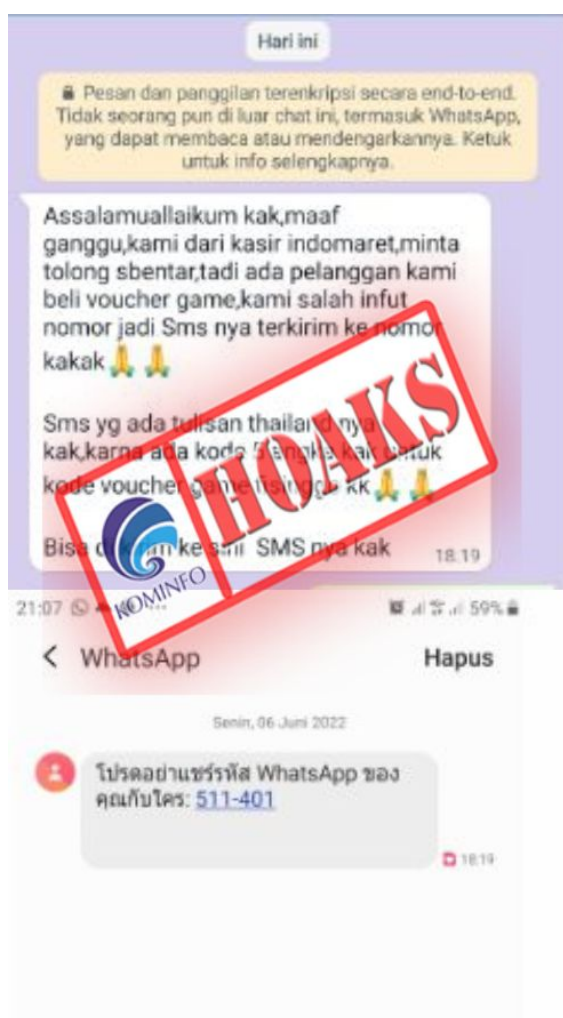 Hari ini
Pesan dan panggilan terenkripsi secara end-to-end.
Tidak seorang pun di luar chat ini, termasuk WhatsApp,
yang dapat membaca atau mendengarkannya. Ketuk
untuk info selengkapnya.
Assalamuallaikum kak,maaf
ganggu,kami dari kasir indomaret,minta
tolong sbentar,tadi ada pelanggan kami
beli voucher game,kami salah infut
nomor jadi Sms nya terkirim ke nomor
kakak 🙏 🙏
Sms yg ada tulisan thailand nya
kak,karna ada kode angka kak untuk
kode voucher game kk 🙏 🙏
Bisa ke sini SMS nya kak
18.19
HOAKS
KOMINFO
21:07
59%
WhatsApp
Hapus
Senin, 06 Juni 2022
โปรดอย่าแชร์รหัส WhatsApp ของ
คุณกับใคร: 511-401
18:19